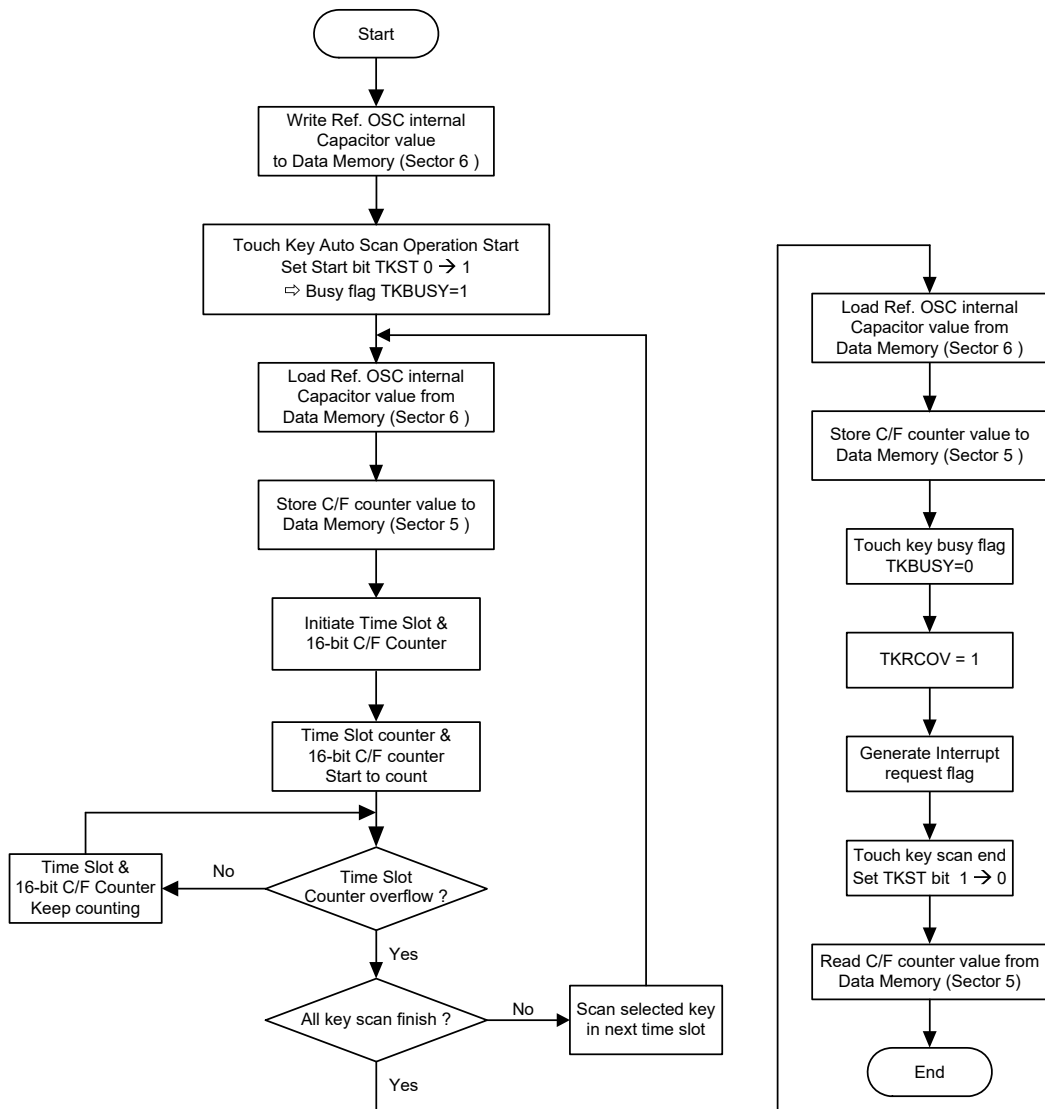 Start
Write Ref. OSC internal
Capacitor value
to Data Memory (Sector 6 )
Touch Key Auto Scan Operation Start
Set Start bit TKST 0 → 1
⇨ Busy flag TKBUSY=1
Load Ref. OSC internal
Capacitor value from
Data Memory (Sector 6 )
Store C/F counter value to
Data Memory (Sector 5 )
Initiate Time Slot &
16-bit C/F Counter
Time Slot counter &
16-bit C/F counter
Start to count
Time Slot &
16-bit C/F Counter
Keep counting
No
Time Slot
Counter overflow ?
Yes
All key scan finish ?
No
Scan selected key
in next time slot
Yes
Load Ref. OSC internal
Capacitor value from
Data Memory (Sector 6 )
Store C/F counter value to
Data Memory (Sector 5 )
Touch key busy flag
TKBUSY=0
TKRCOV = 1
Generate Interrupt
request flag
Touch key scan end
Set TKST bit 1 → 0
Read C/F counter value from
Data Memory (Sector 5)
End